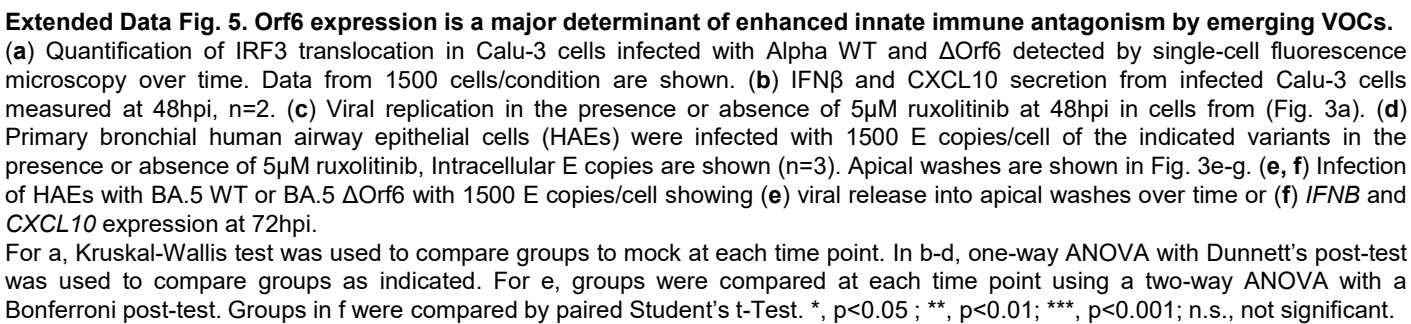 Extended Data Fig. 5. Orf6 expression is a major determinant of enhanced innate immune antagonism by emerging VOCs.
(a) Quantification of IRF3 translocation in Calu-3 cells infected with Alpha WT and ΔOrf6 detected by single-cell fluorescence
microscopy over time. Data from 1500 cells/condition are shown. (b) IFNβ and CXCL10 secretion from infected Calu-3 cells
measured at 48hpi, n=2. (c) Viral replication in the presence or absence of 5μM ruxolitinib at 48hpi in cells from (Fig. 3a). (d)
Primary bronchial human airway epithelial cells (HAEs) were infected with 1500 E copies/cell of the indicated variants in the
presence or absence of 5μM ruxolitinib, Intracellular E copies are shown (n=3). Apical washes are shown in Fig. 3e-g. (e, f) Infection
of HAEs with BA.5 WT or BA.5 ΔOrf6 with 1500 E copies/cell showing (e) viral release into apical washes over time or (f) IFNB and
CXCL10 expression at 72hpi.
For a, Kruskal-Wallis test was used to compare groups to mock at each time point. In b-d, one-way ANOVA with Dunnett's post-test
was used to compare groups as indicated. For e, groups were compared at each time point using a two-way ANOVA with a
Bonferroni post-test. Groups in f were compared by paired Student's t-Test. *, p<0.05 ; **, p<0.01; ***, p<0.001; n.s., not significant.